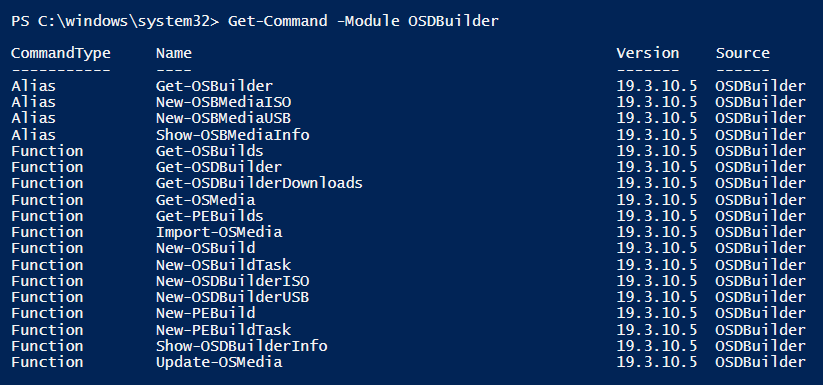 PS C:\windows\system32> Get-Command -Module OSDBuilder
CommandType Name Version Source
----------- ---- ------- ------
Alias Get-OSBuilder 19.3.10.5 OSDBuilder
Alias New-OSBMediaISO 19.3.10.5 OSDBuilder
Alias New-OSBMediaUSB 19.3.10.5 OSDBuilder
Alias Show-OSBMediaInfo 19.3.10.5 OSDBuilder
Function Get-OSBuilds 19.3.10.5 OSDBuilder
Function Get-OSDBuilder 19.3.10.5 OSDBuilder
Function Get-OSDBuilderDownloads 19.3.10.5 OSDBuilder
Function Get-OSMedia 19.3.10.5 OSDBuilder
Function Get-PEBuilds 19.3.10.5 OSDBuilder
Function Import-OSMedia 19.3.10.5 OSDBuilder
Function New-OSBuild 19.3.10.5 OSDBuilder
Function New-OSBuildTask 19.3.10.5 OSDBuilder
Function New-OSDBuilderISO 19.3.10.5 OSDBuilder
Function New-OSDBuilderUSB 19.3.10.5 OSDBuilder
Function New-PEBuild 19.3.10.5 OSDBuilder
Function New-PEBuildTask 19.3.10.5 OSDBuilder
Function Show-OSDBuilderInfo 19.3.10.5 OSDBuilder
Function Update-OSMedia 19.3.10.5 OSDBuilder